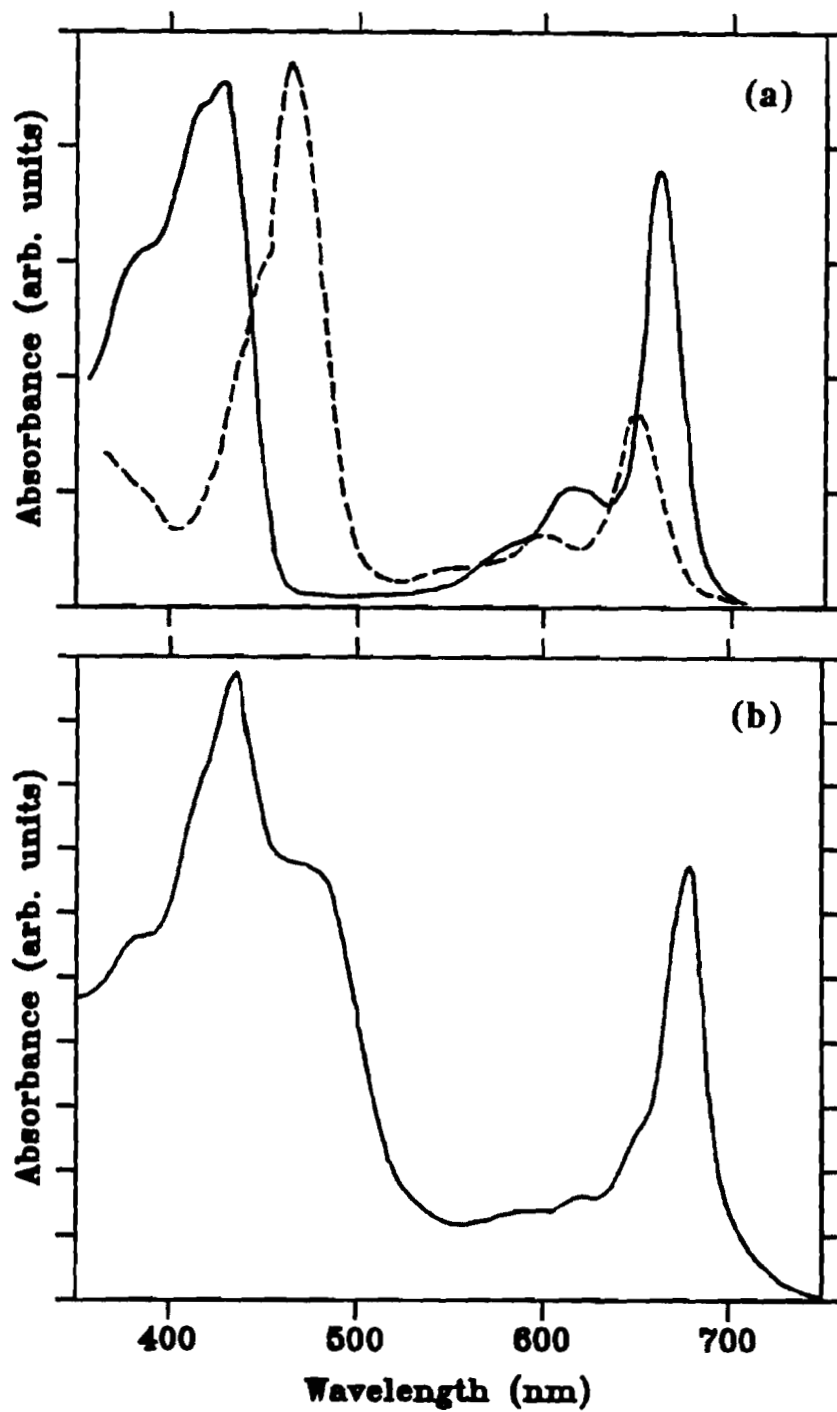 (a)
Absorbance (arb. units)
(b)
Absorbance (arb. units)
400 500 600 700
Wavelength (nm)